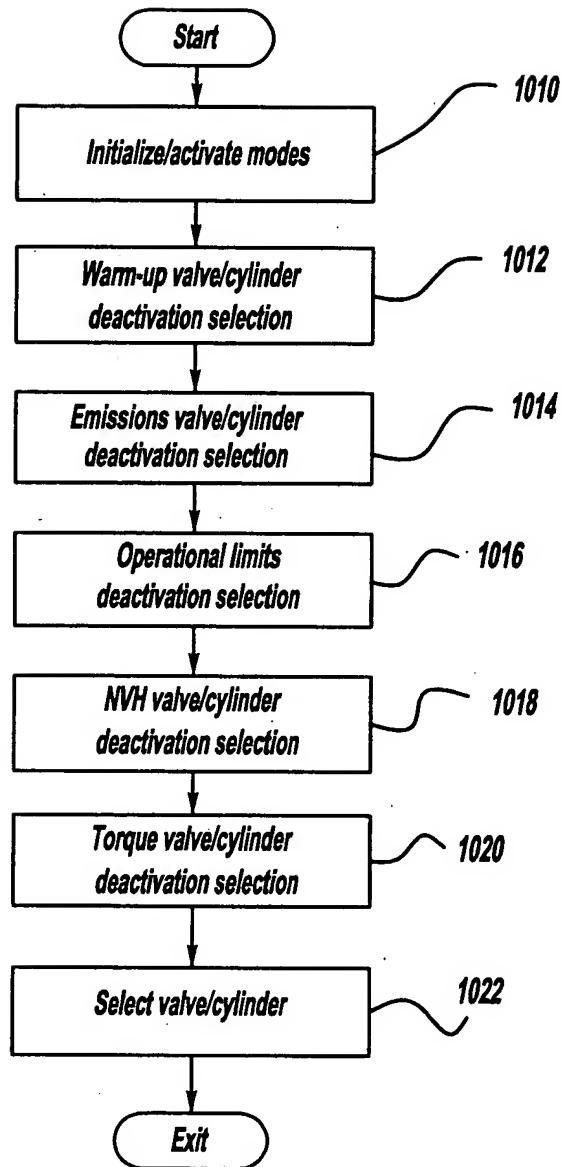 Start
Initialize/activate modes
1010
Warm-up valve/cylinder
deactivation selection
1012
Emissions valve/cylinder
deactivation selection
1014
Operational limits
deactivation selection
1016
NVH valve/cylinder
deactivation selection
1018
Torque valve/cylinder
deactivation selection
1020
Select valve/cylinder
1022
Exit